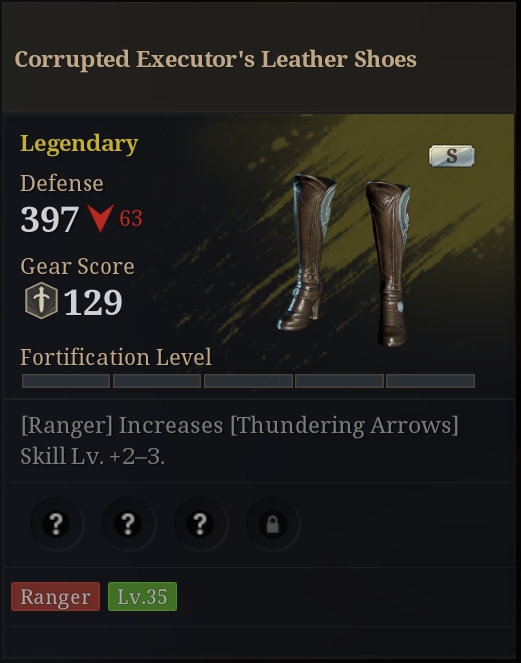 Corrupted Executor's Leather Shoes
Legendary
S
Defense
397 63
Gear Score
129
Fortification Level
[Ranger] Increases [Thundering Arrows]
Skill Lv. +2–3.
? ? ?
Ranger Lv.35